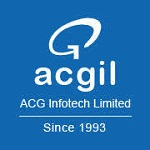 acgil
ACG Infotech Limited
Since 1993